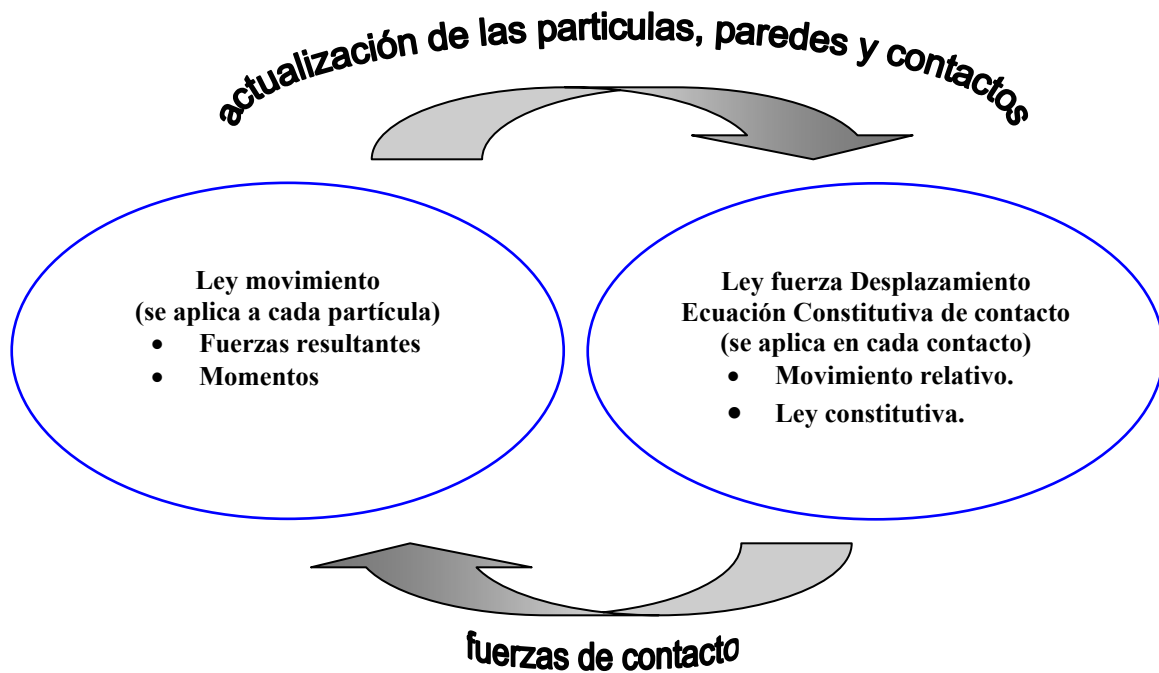 actualización de las particulas, paredes y contactos
Ley movimiento
(se aplica a cada partícula)
• Fuerzas resultantes
• Momentos
Ley fuerza Desplazamiento
Ecuación Constitutiva de contacto
(se aplica en cada contacto)
• Movimiento relativo.
• Ley constitutiva.
fuerzas de contacto